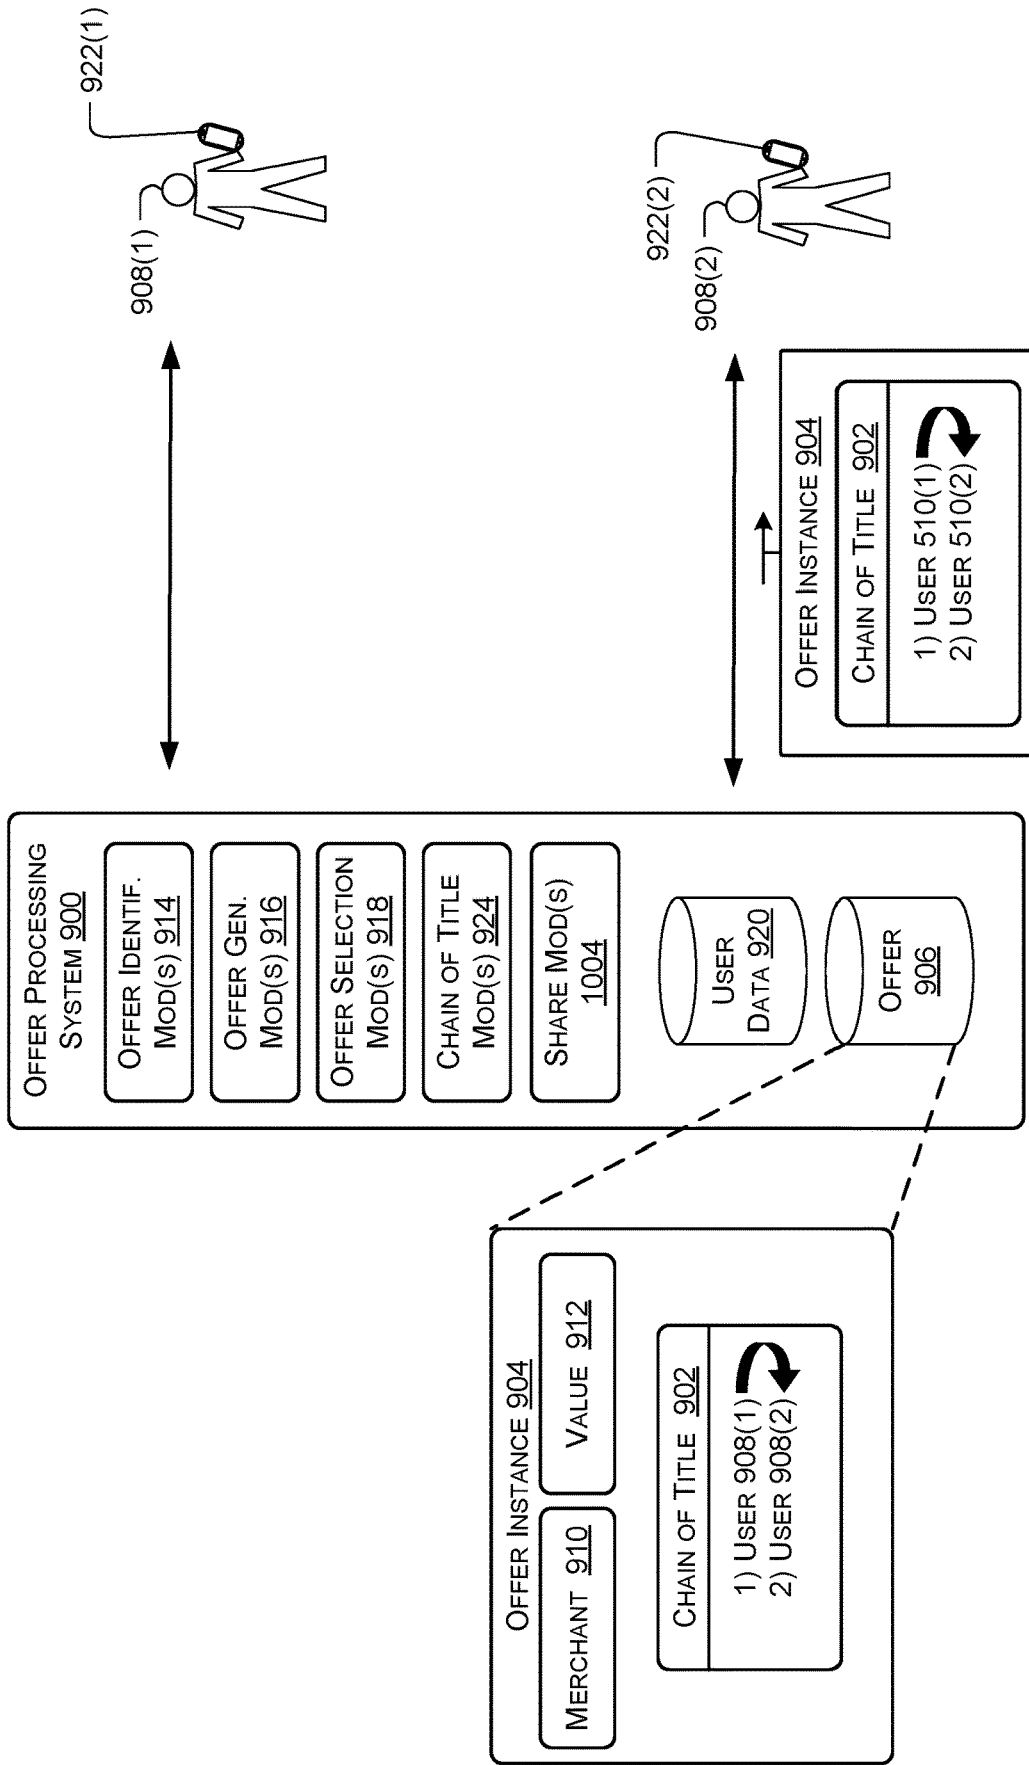 OFFER INSTANCE 904
MERCHANT 910
VALUE 912
CHAIN OF TITLE 902
1) USER 908(1)
2) USER 908(2)
OFFER PROCESSING
SYSTEM 900
OFFER IDENTIF.
MOD(S) 914
OFFER GEN.
MOD(S) 916
OFFER SELECTION
MOD(S) 918
CHAIN OF TITLE
MOD(S) 924
SHARE MOD(S)
1004
USER
DATA 920
OFFER
906
OFFER INSTANCE 904
CHAIN OF TITLE 902
1) USER 510(1)
2) USER 510(2)
908(1)
922(1)
908(2)
922(2)